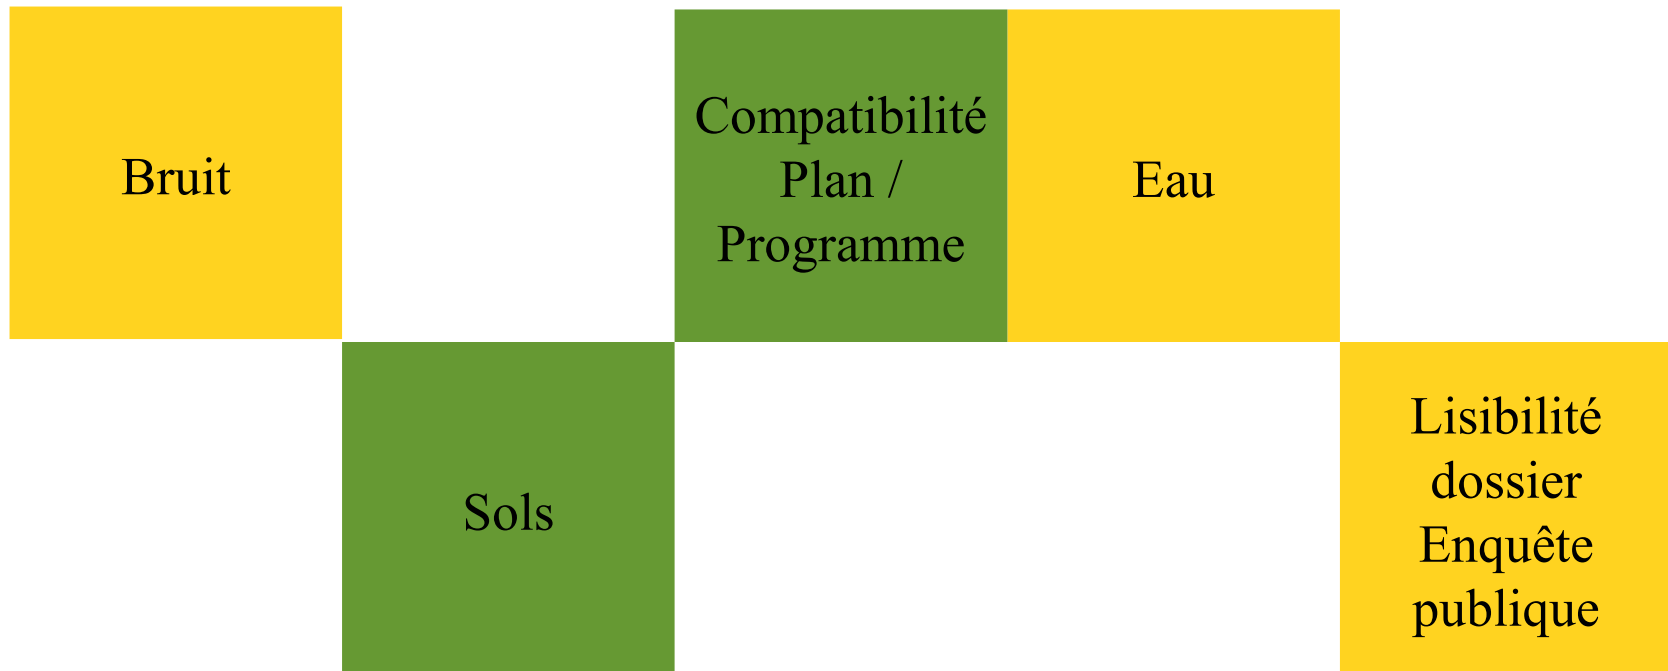 Bruit
Compatibilité
Plan /
Programme
Eau
Sols
Lisibilité
dossier
Enquête
publique